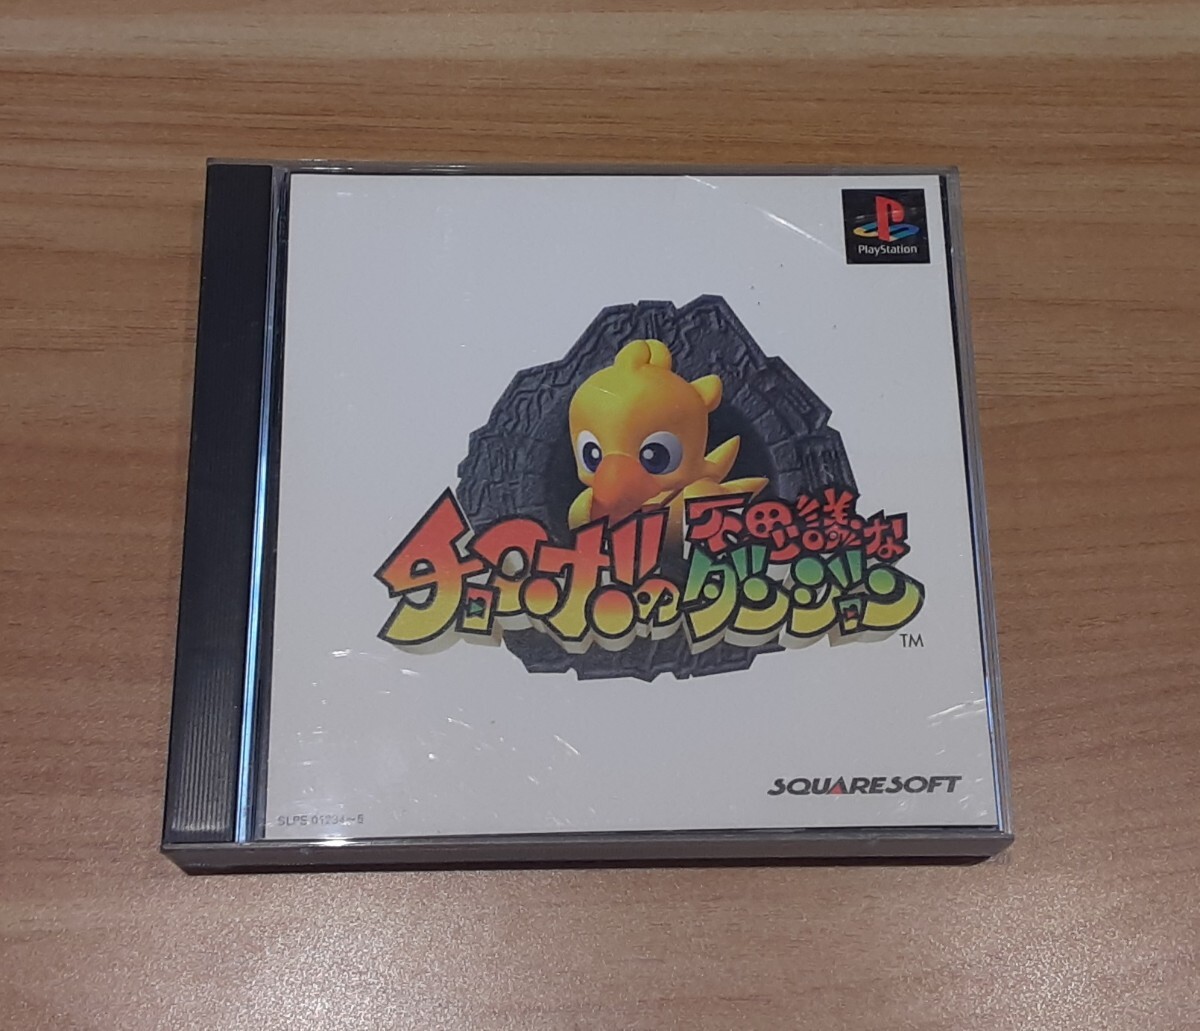 PlayStation
不思議な
チョコボの
ダンジョン
TM
SQUARESOFT
SLPS 01234~5